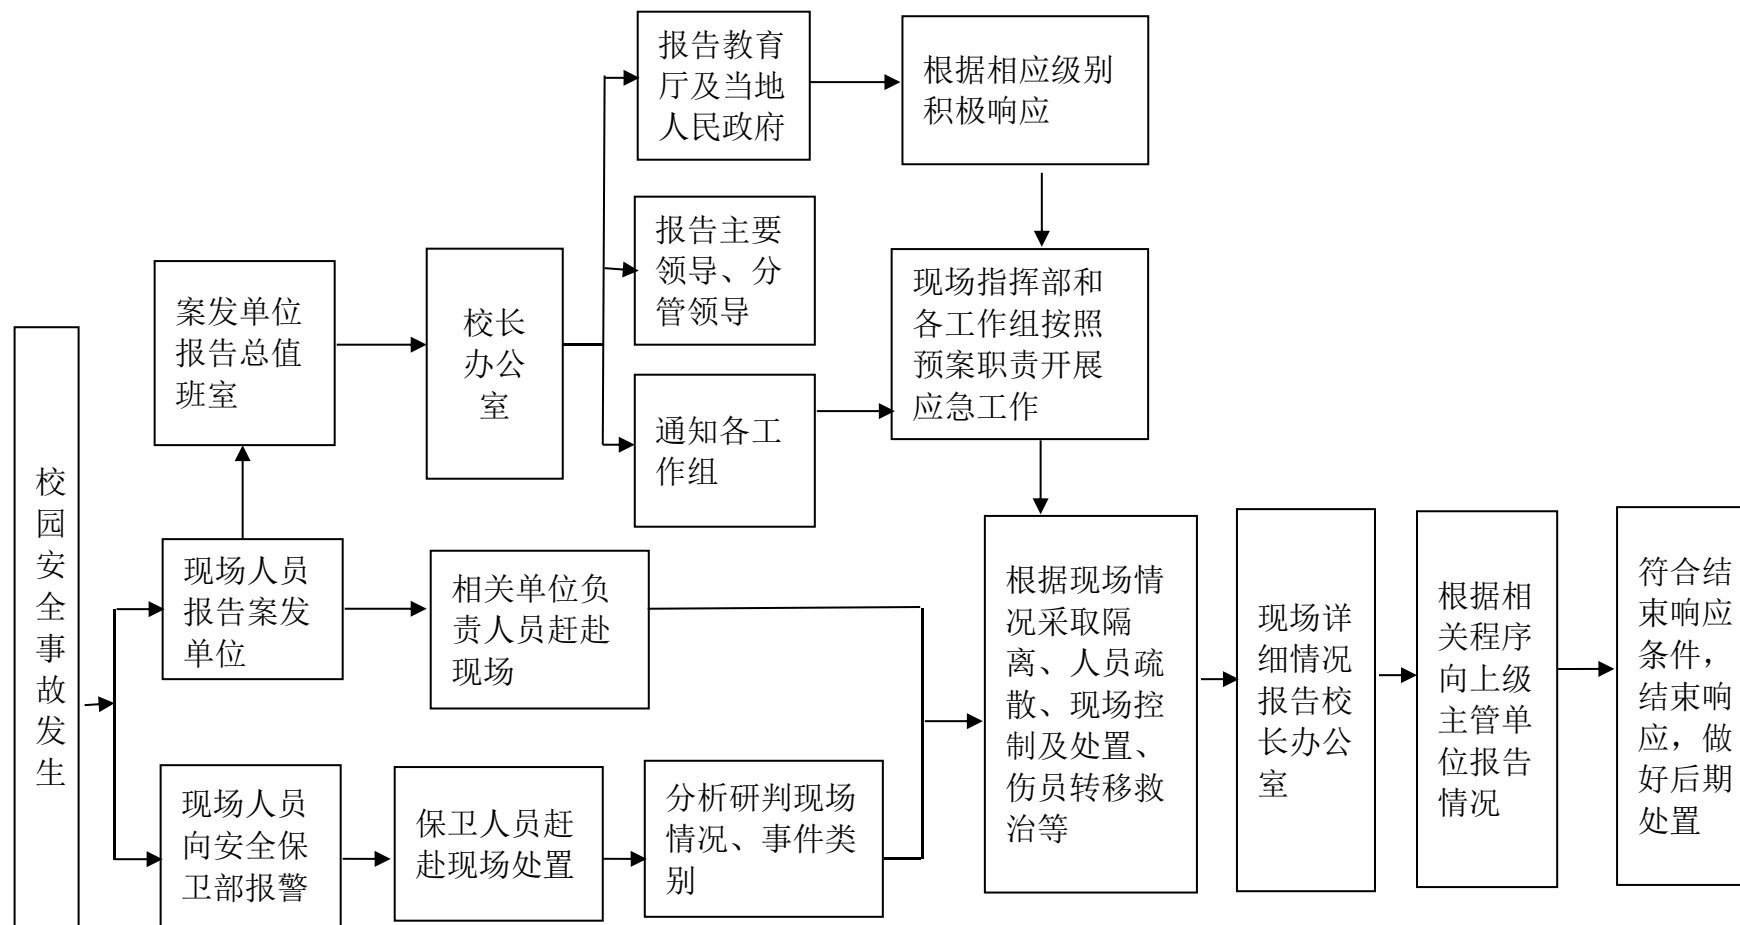 报告教育
厅及当地
人民政府
根据相应级别
积极响应
报告主要
领导、分
管领导
案发单位
报告总值
班室
校长
办公
室
现场指挥部和
各工作组按照
预案职责开展
应急工作
通知各工
作组
校
园
安
全
事
故
发
生
现场人员
报告案发
单位
相关单位负
责人员赶赴
现场
现场人员
向安全保
卫部报警
保卫人员赶
赴现场处置
分析研判现场
情况、事件类
别
根据现场情
况采取隔
离、人员疏
散、现场控
制及处置、
伤员转移救
治等
现场详
细情况
报告校
长办公
室
根据相
关程序
向上级
主管单
位报告
情况
符合结
束响应
条件，
结束响
应，做
好后期
处置